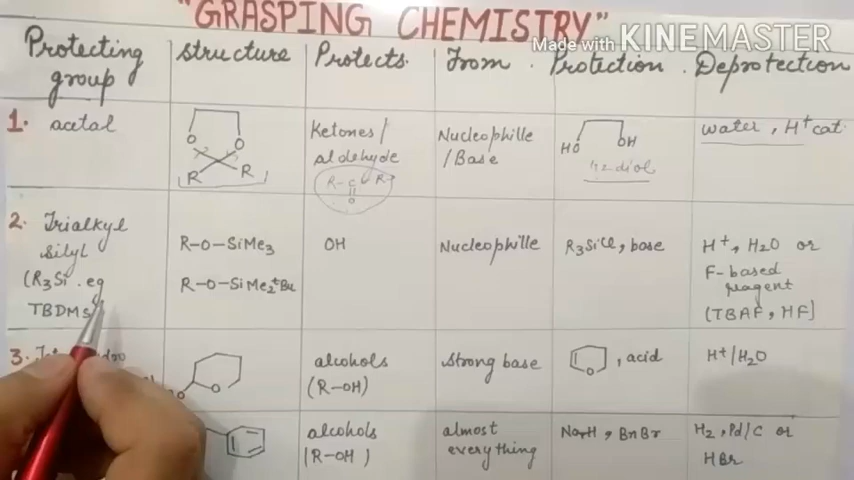 "GRASPING CHEMISTRY"
Made with KINEMASTER
Protecting group
Structure
Protects
From
Protection
Deprotection
1. acetal
O O
R R
Ketones/
aldehyde
R-C-R
O
Nucleophille
/Base
HO OH
1,2-diol
water, H+ cat.
2. Trialkyl
silyl
(R3Si. eg
TBDMS
R-O-SiMe3
R-O-SiMe2tBu
OH
Nucleophille
R3SiCl, base
H+, H2O or
F-based
reagent
(TBAF, HF)
3.
O
alcohols
(R-OH)
strong base
O , acid
H+/H2O
alcohols
(R-OH)
almost
everything
NaH, BnBr
H2, Pd/C or
HBr